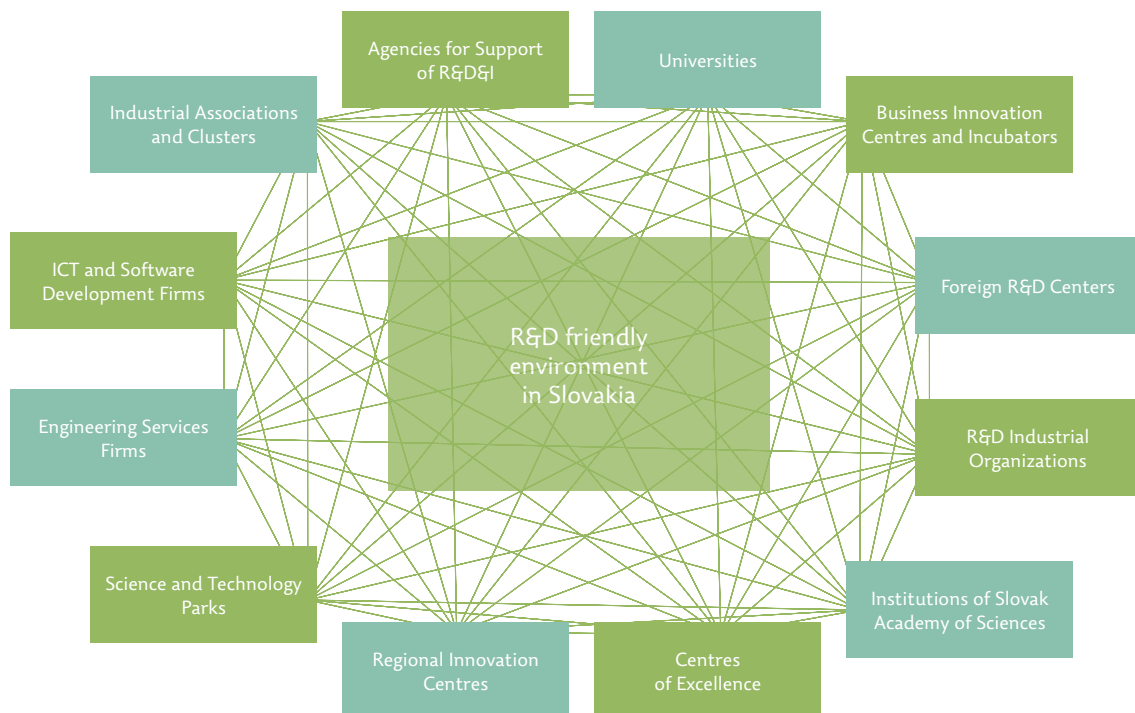 Agencies for Support
of R&D&I
Universities
Industrial Associations
and Clusters
Business Innovation
Centres and Incubators
ICT and Software
Development Firms
Foreign R&D Centers
R&D friendly
environment
in Slovakia
Engineering Services
Firms
R&D Industrial
Organizations
Science and Technology
Parks
Institutions of Slovak
Academy of Sciences
Regional Innovation
Centres
Centres
of Excellence